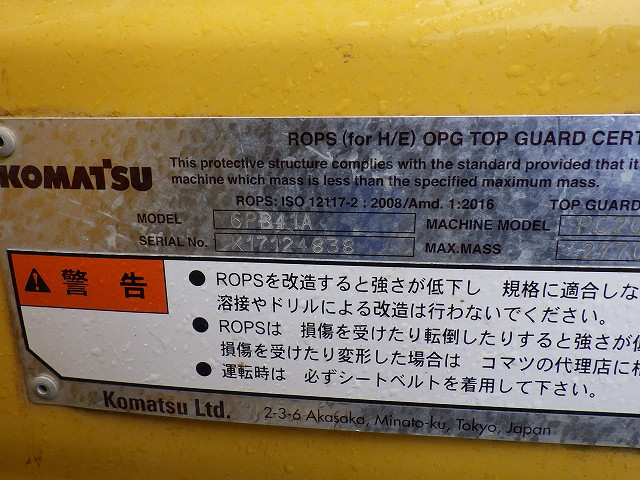 ROPS (for H/E) OPG TOP GUARD CERT
KOMATSU
This protective structure complies with the standard provided that it
machine which mass is less than the specified maximum mass.
ROPS: ISO 12117-2 : 2008/Amd. 1:2016 TOP GUARD
MODEL 6PB41A MACHINE MODEL PC20
SERIAL No. K17124838 MAX.MASS
警告
● ROPSを改造すると強さが低下し 規格に適合しな
溶接やドリルによる改造は行わないでください。
● ROPSは 損傷を受けたり転倒したりすると強さが低
損傷を受けたり変形した場合は コマツの代理店に相
● 運転時は 必ずシートベルトを着用して下さい。
Komatsu Ltd. 2-3-6 Akasaka, Minato-ku, Tokyo, Japan